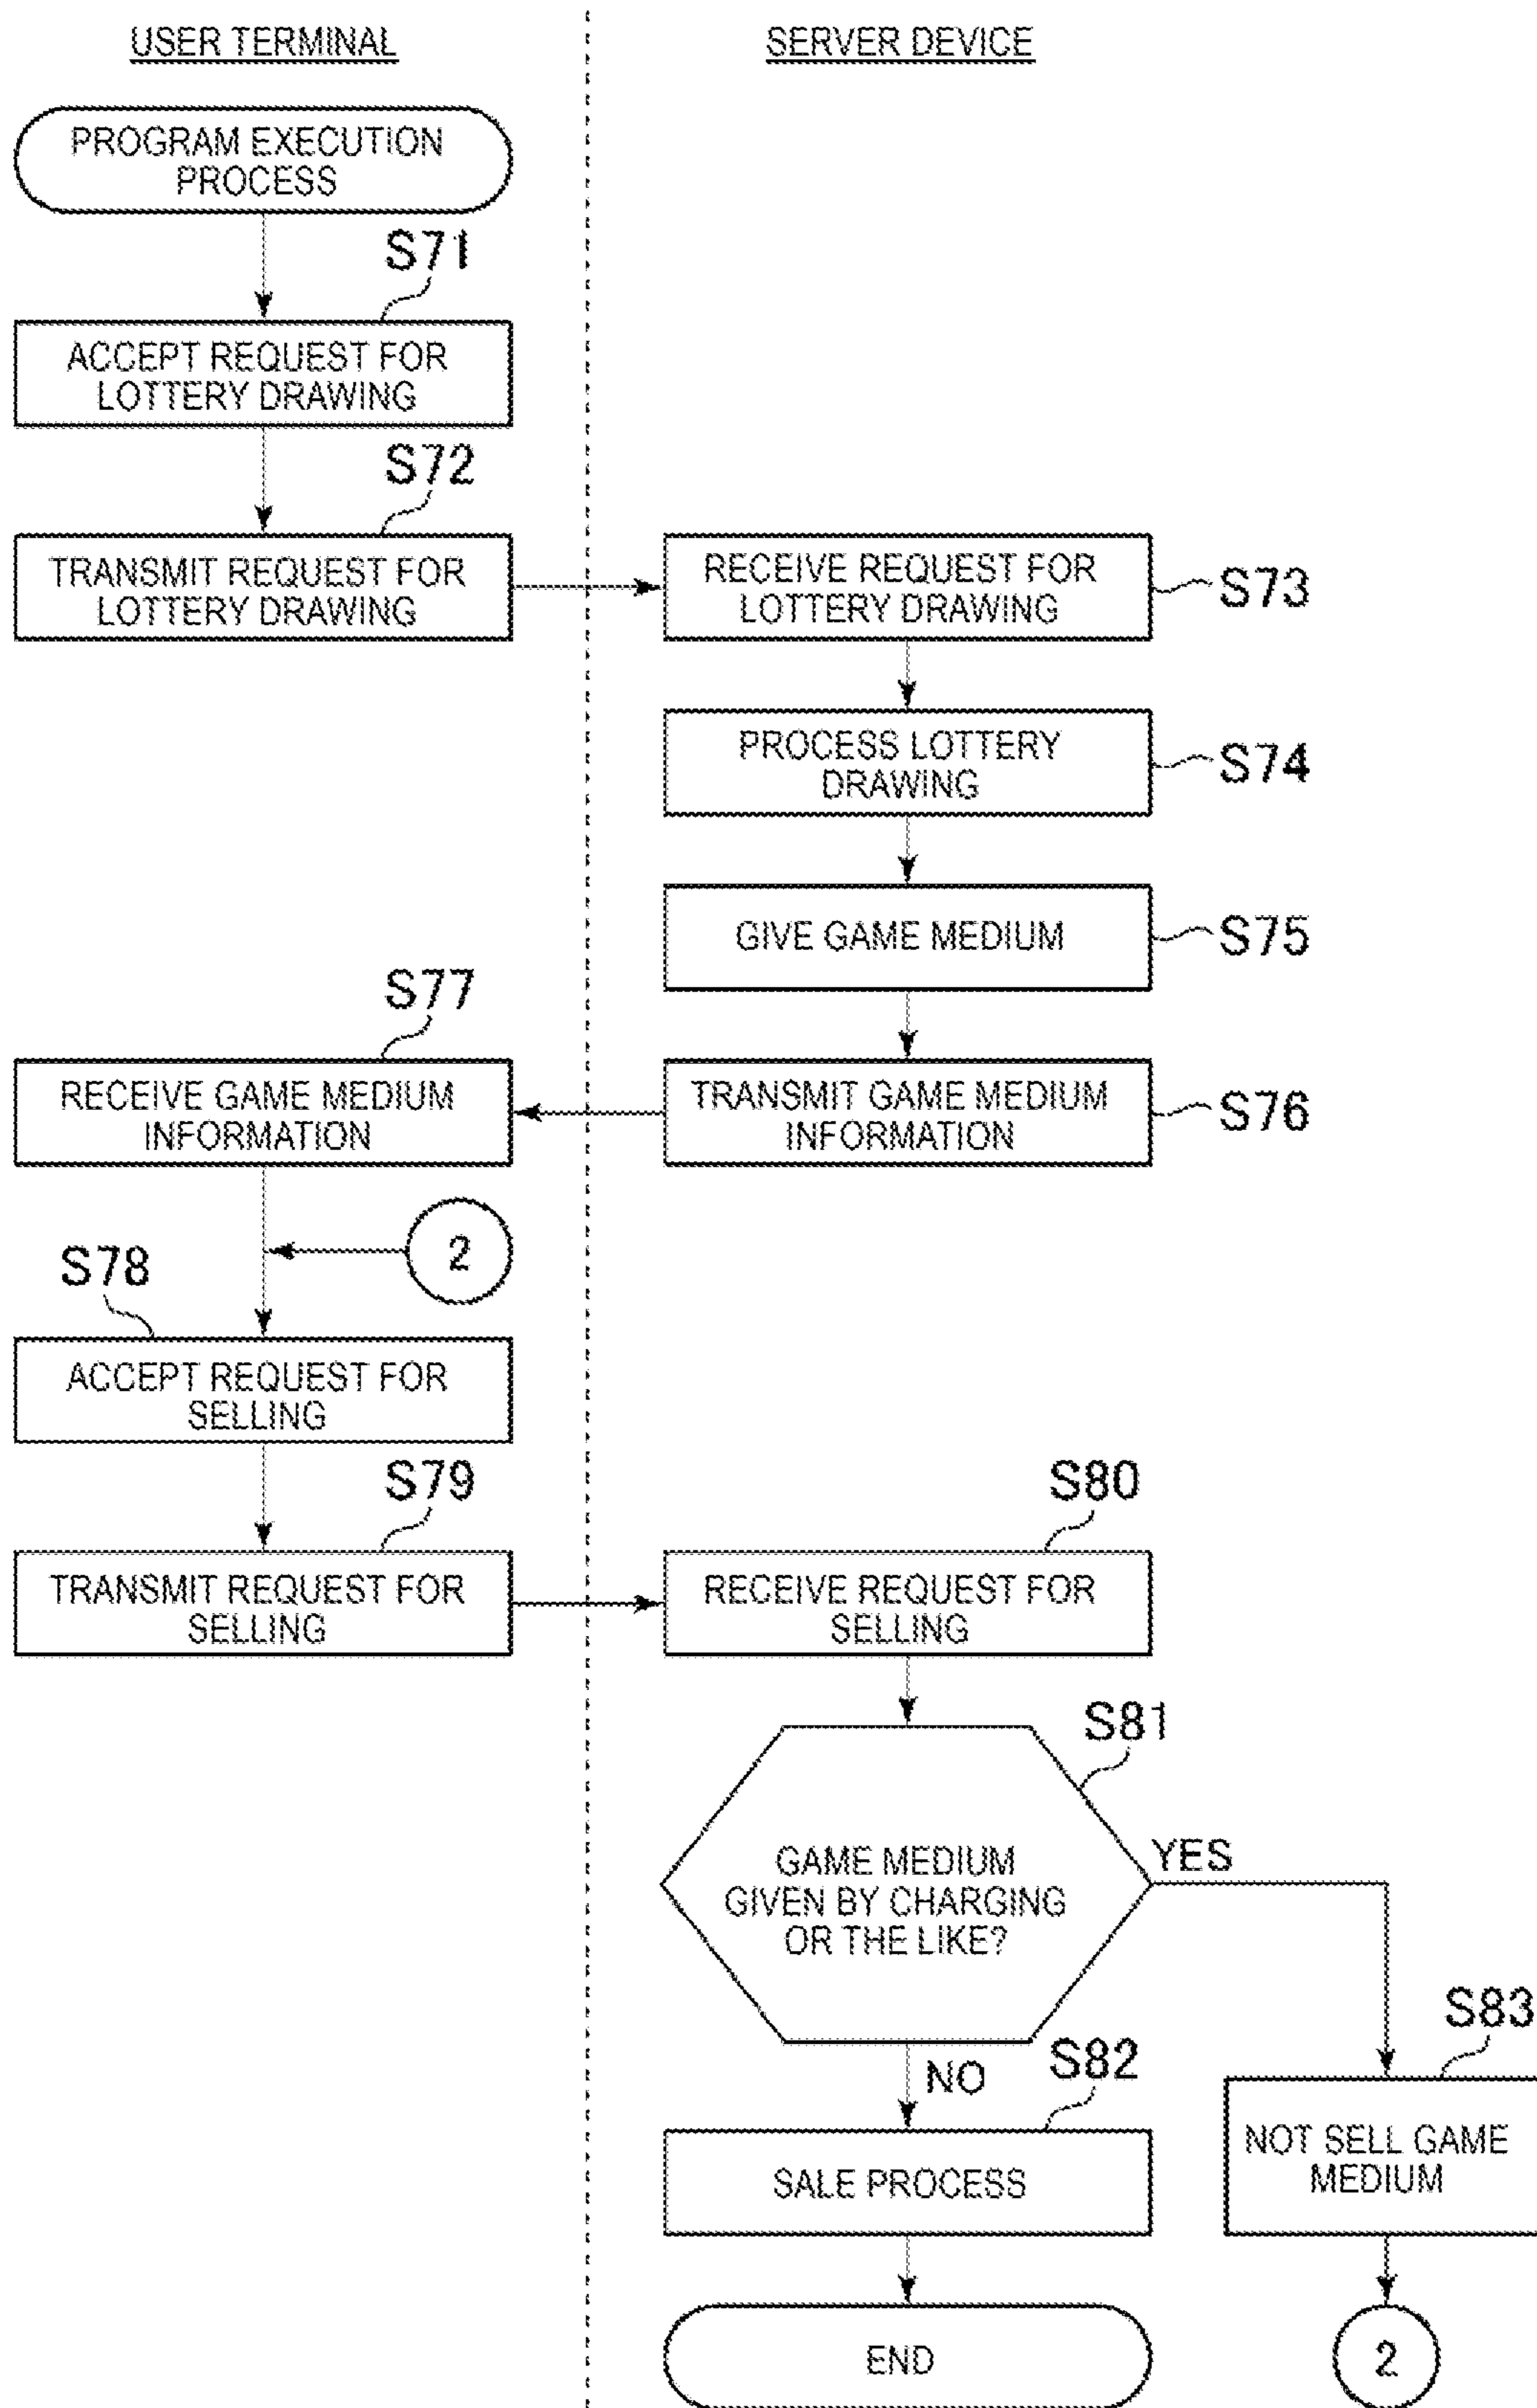 USER TERMINAL
SERVER DEVICE
PROGRAM EXECUTION
PROCESS
S71
ACCEPT REQUEST FOR
LOTTERY DRAWING
S72
TRANSMIT REQUEST FOR
LOTTERY DRAWING
RECEIVE REQUEST FOR
LOTTERY DRAWING
S73
PROCESS LOTTERY
DRAWING
S74
GIVE GAME MEDIUM
S75
S77
RECEIVE GAME MEDIUM
INFORMATION
TRANSMIT GAME MEDIUM
INFORMATION
S76
2
S78
ACCEPT REQUEST FOR
SELLING
S79
TRANSMIT REQUEST FOR
SELLING
S80
RECEIVE REQUEST FOR
SELLING
S81
GAME MEDIUM
GIVEN BY CHARGING
OR THE LIKE?
YES
NO
S82
SALE PROCESS
S83
NOT SELL GAME
MEDIUM
END
2